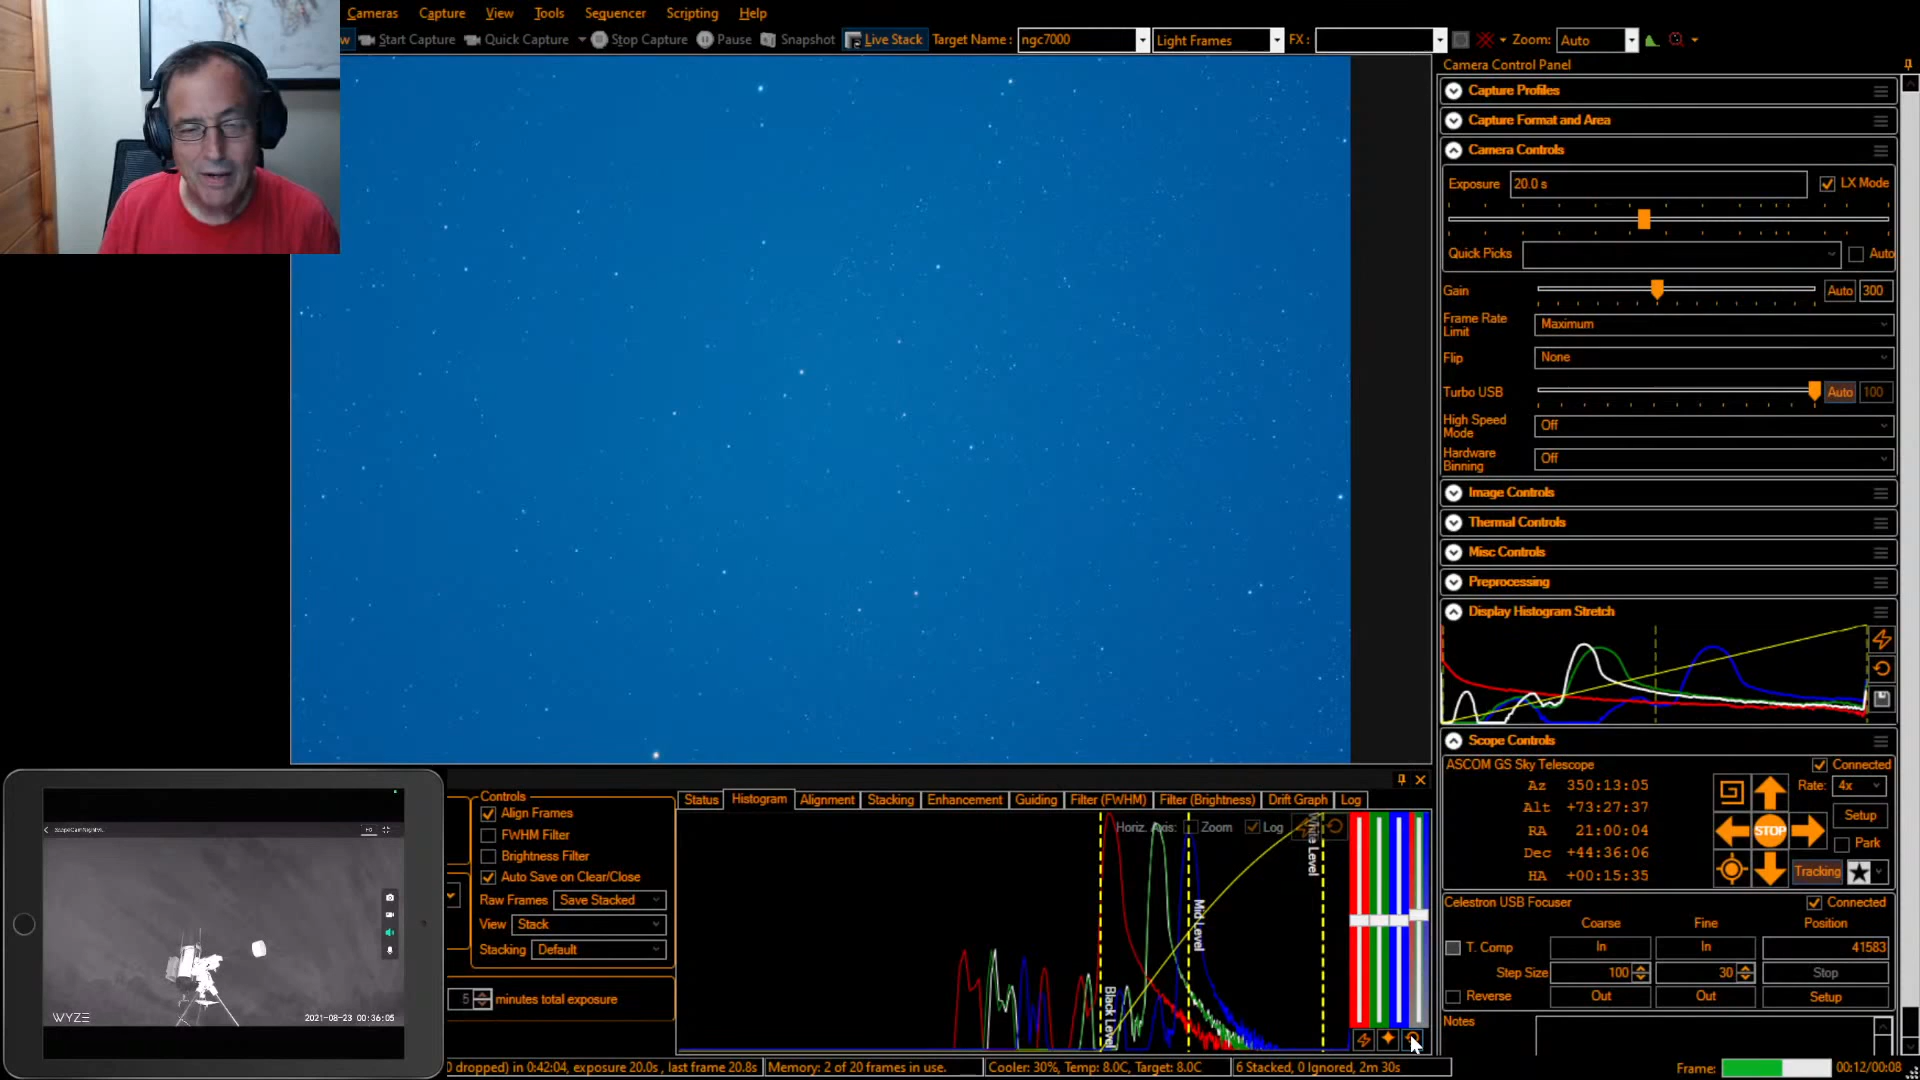 Cameras Capture View Tools Sequencer Scripting Help
Start Capture Quick Capture Stop Capture Pause Snapshot Live Stack Target Name : ngc7000 Light Frames FX : Zoom: Auto
Camera Control Panel
Capture Profiles
Capture Format and Area
Camera Controls
Exposure 20.0 s LX Mode
Quick Picks Auto
Gain Auto 300
Frame Rate Limit Maximum
Flip None
Turbo USB Auto 100
High Speed Mode Off
Hardware Binning Off
Image Controls
Thermal Controls
Misc Controls
Preprocessing
Display Histogram Stretch
Scope Controls
ASCOM GS Sky Telescope Connected
Az 350:13:05 Rate: 4x
Alt +73:27:37 Setup
RA 21:00:04 STOP
Dec +44:36:06 Park
HA +00:15:35 Tracking
Celestron USB Focuser Connected
Coarse Fine Position
T. Comp In In 41583
Step Size 100 30 Stop
Reverse Out Out Setup
Notes
Controls
Align Frames
FWHM Filter
Brightness Filter
Auto Save on Clear/Close
Raw Frames Save Stacked
View Stack
Stacking Default
5 minutes total exposure
Status Histogram Alignment Stacking Enhancement Guiding Filter (FWHM) Filter (Brightness) Drift Graph Log
Horiz. Axis: Zoom Log
Black Level
Mid Level
White Level
WYZE 2021-08-23 00:36:05
0 dropped) in 0:42:04, exposure 20.0s , last frame 20.8s Memory: 2 of 20 frames in use. Cooler: 30%, Temp: 8.0C, Target: 8.0C 6 Stacked, 0 Ignored, 2m 30s Frame: 00:12/00:08